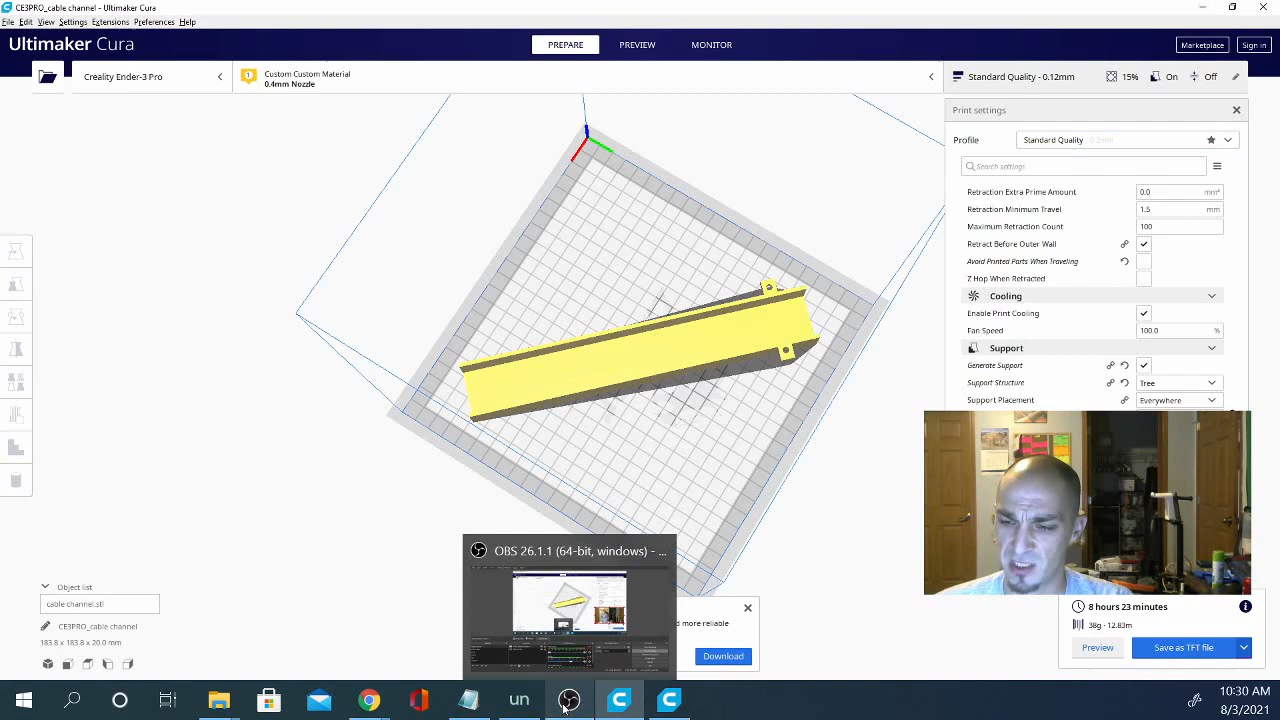 CE3PRO_cable channel - Ultimaker Cura
File Edit View Settings Extensions Preferences Help
Ultimaker Cura
PREPARE PREVIEW MONITOR
Marketplace Sign in
Creality Ender-3 Pro
1 Custom Custom Material
0.4mm Nozzle
Standard Quality - 0.12mm 15% On Off
Print settings
Profile Standard Quality 0.2mm
Search settings
Retraction Extra Prime Amount 0.0 mm³
Retraction Minimum Travel 1.5 mm
Maximum Retraction Count 100
Retract Before Outer Wall
Avoid Printed Parts When Traveling
Z Hop When Retracted
Cooling
Enable Print Cooling
Fan Speed 100.0 %
Support
Generate Support
Support Structure Tree
Support Placement Everywhere
OBS 26.1.1 (64-bit, windows) - ...
Object list
cable channel.stl
CE3PRO_cable channel
183.8 x 183.8 x 20.0 mm
d more reliable
Download
8 hours 23 minutes
38g · 12.83m
Save as TFT file
un
10:30 AM
8/3/2021